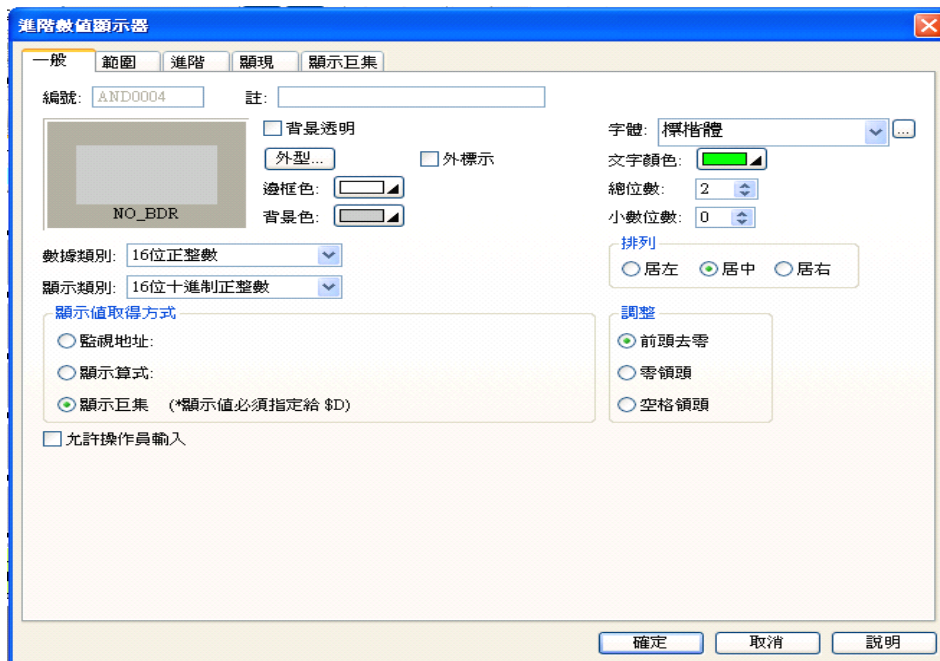 進階數值顯示器
一般 範圍 進階 顯現 顯示巨集
編號: AND0004 註:
背景透明
外型... 外標示
邊框色:
背景色:
NO_BDR
字體: 標楷體 ...
文字顏色:
總位數: 2
小數位數: 0
排列
居左 居中 居右
數據類別: 16位正整數
顯示類別: 16位十進制正整數
顯示值取得方式
監視地址:
顯示算式:
顯示巨集 (*顯示值必須指定給 $D)
調整
前頭去零
零領頭
空格領頭
允許操作員輸入
確定 取消 說明